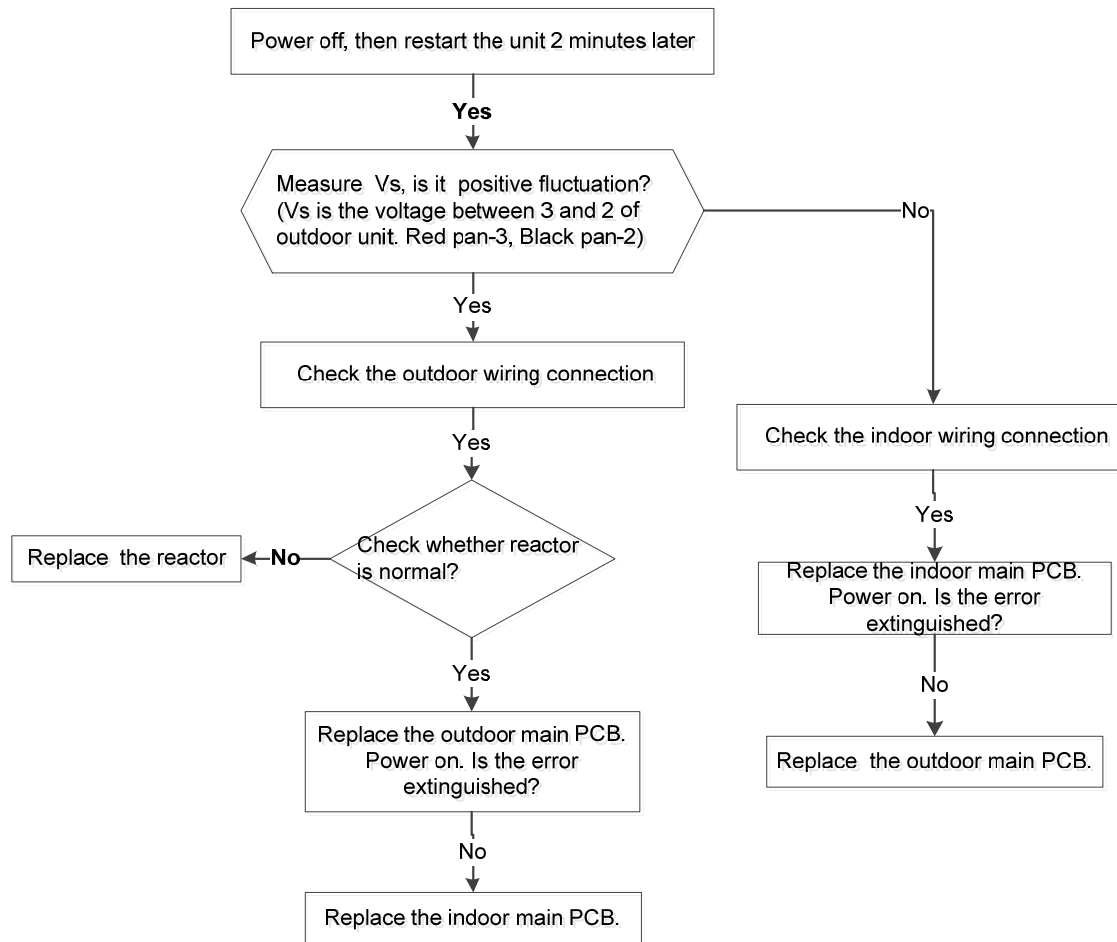 Power off, then restart the unit 2 minutes later
Yes
Measure Vs, is it positive fluctuation?
(Vs is the voltage between 3 and 2 of
outdoor unit. Red pan-3, Black pan-2)
No
Yes
Check the outdoor wiring connection
Check the indoor wiring connection
Yes
Yes
Replace the reactor
No
Check whether reactor
is normal?
Replace the indoor main PCB.
Power on. Is the error
extinguished?
Yes
No
Replace the outdoor main PCB.
Power on. Is the error
extinguished?
Replace the outdoor main PCB.
No
Replace the indoor main PCB.